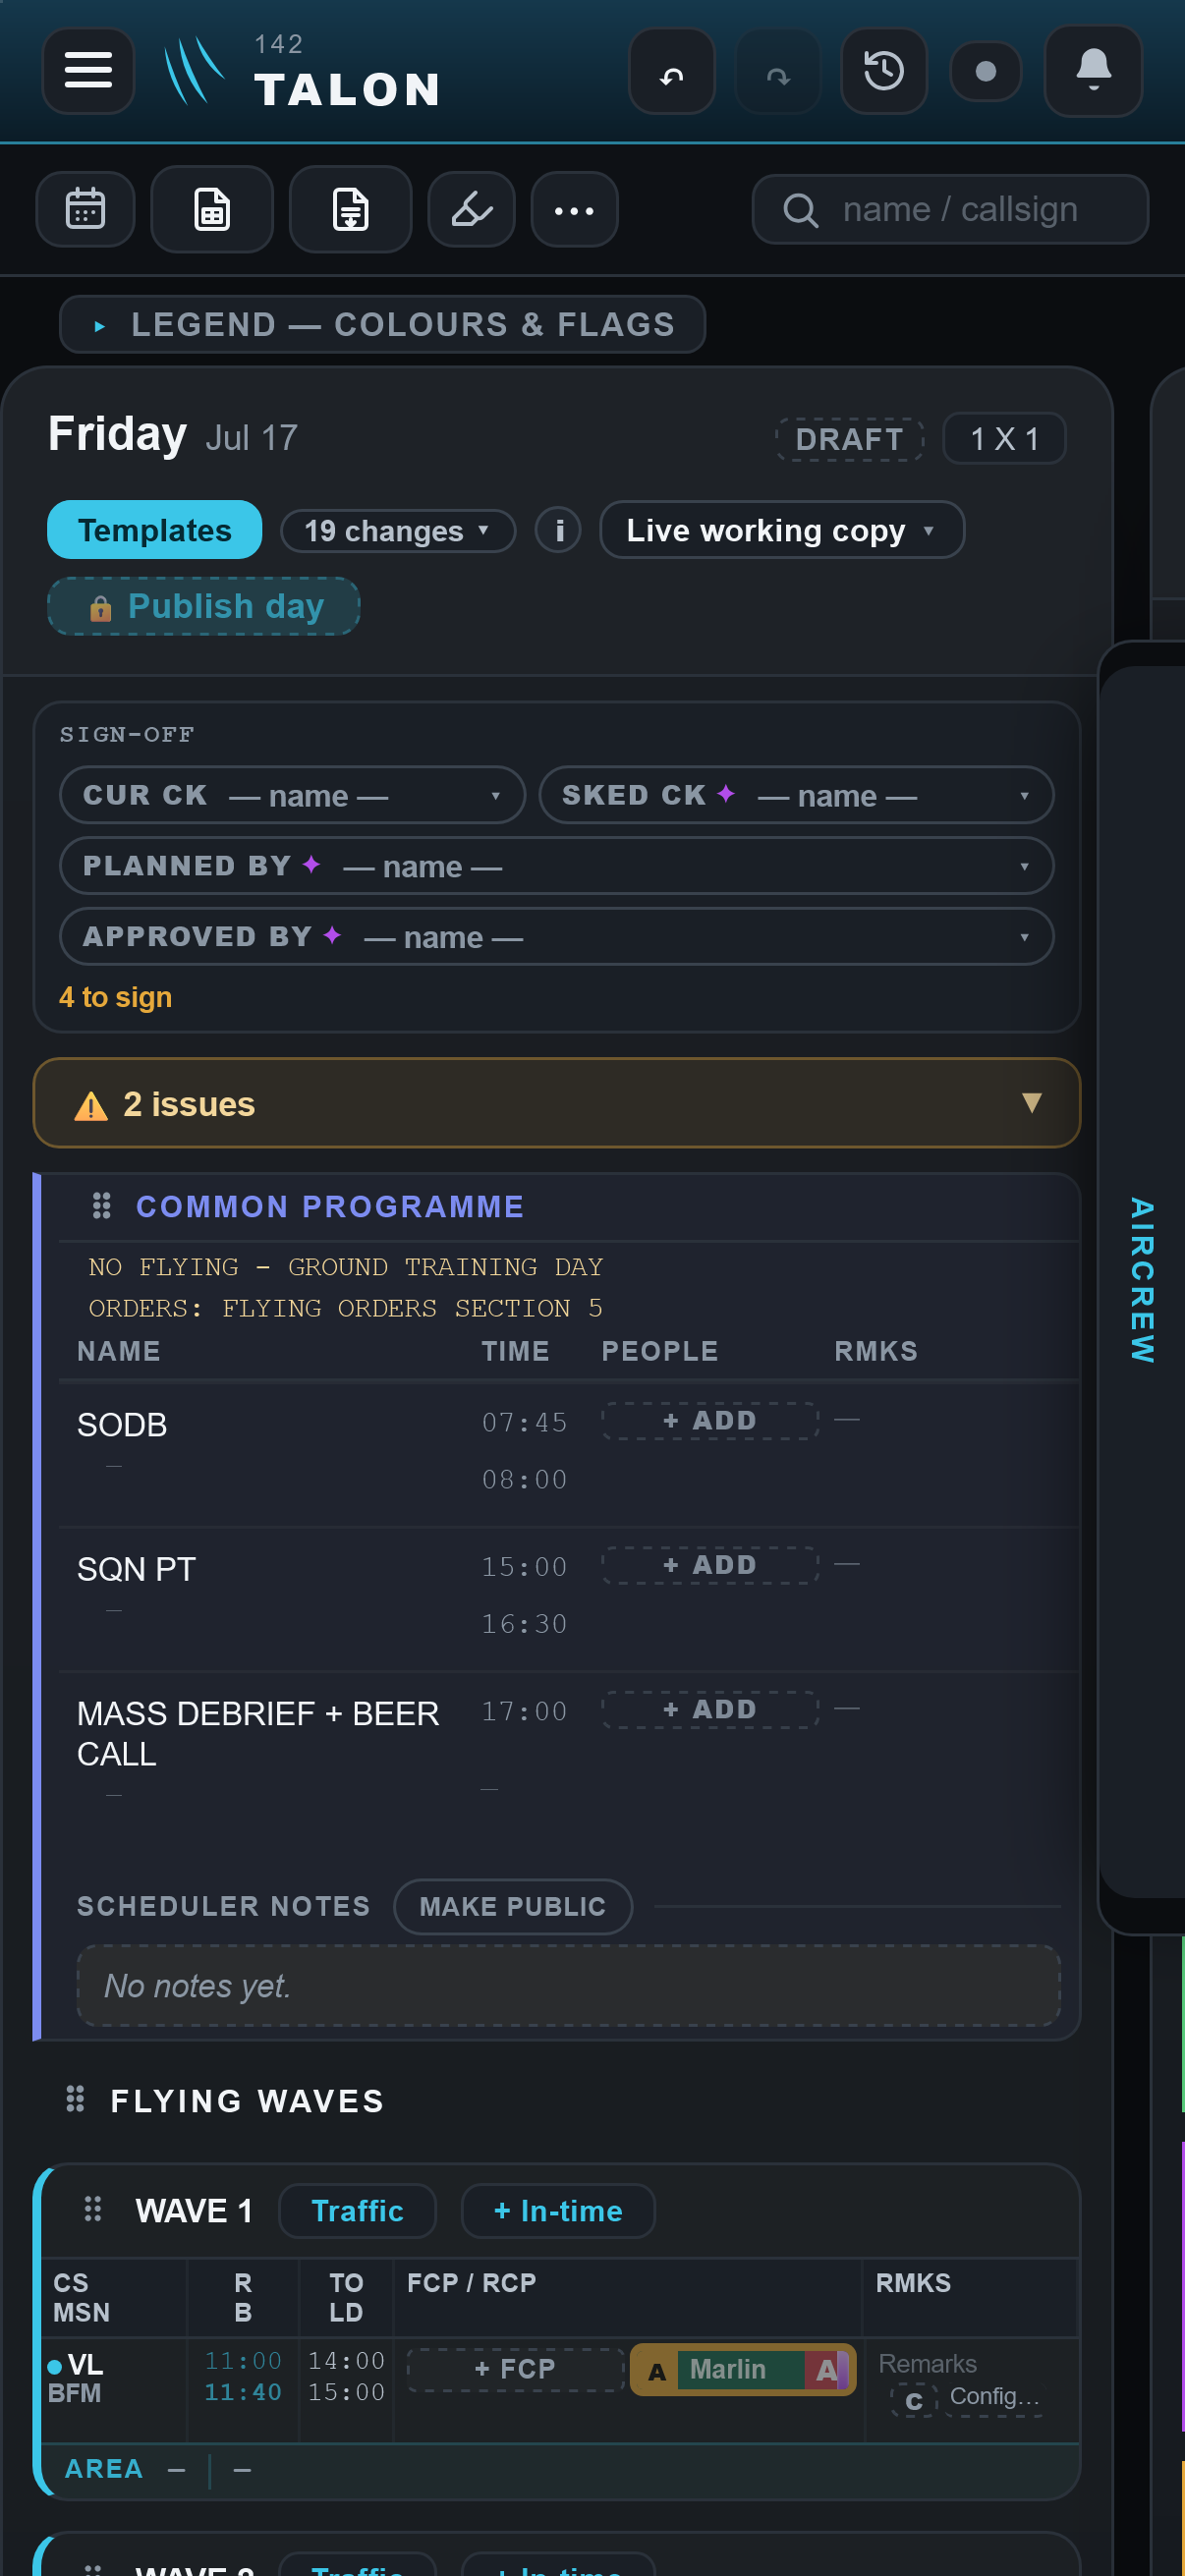 142
TALON
name / callsign
LEGEND — COLOURS & FLAGS
Friday Jul 17 DRAFT 1 X 1
Templates 19 changes i Live working copy
Publish day
SIGN-OFF
CUR CK — name — SKED CK — name —
PLANNED BY — name —
APPROVED BY — name —
4 to sign
2 issues
COMMON PROGRAMME
NO FLYING - GROUND TRAINING DAY
ORDERS: FLYING ORDERS SECTION 5
NAME TIME PEOPLE RMKS
SODB 07:45 + ADD —
— 08:00
SQN PT 15:00 + ADD —
— 16:30
MASS DEBRIEF + BEER 17:00 + ADD —
CALL
— —
SCHEDULER NOTES MAKE PUBLIC
No notes yet.
AIRCREW
FLYING WAVES
WAVE 1 Traffic + In-time
CS R TO FCP / RCP RMKS
MSN B LD
VL 11:00 14:00 + FCP A Marlin A Remarks
BFM 11:40 15:00 C Config...
AREA — | —
WAVE 2 Traffic + In-time